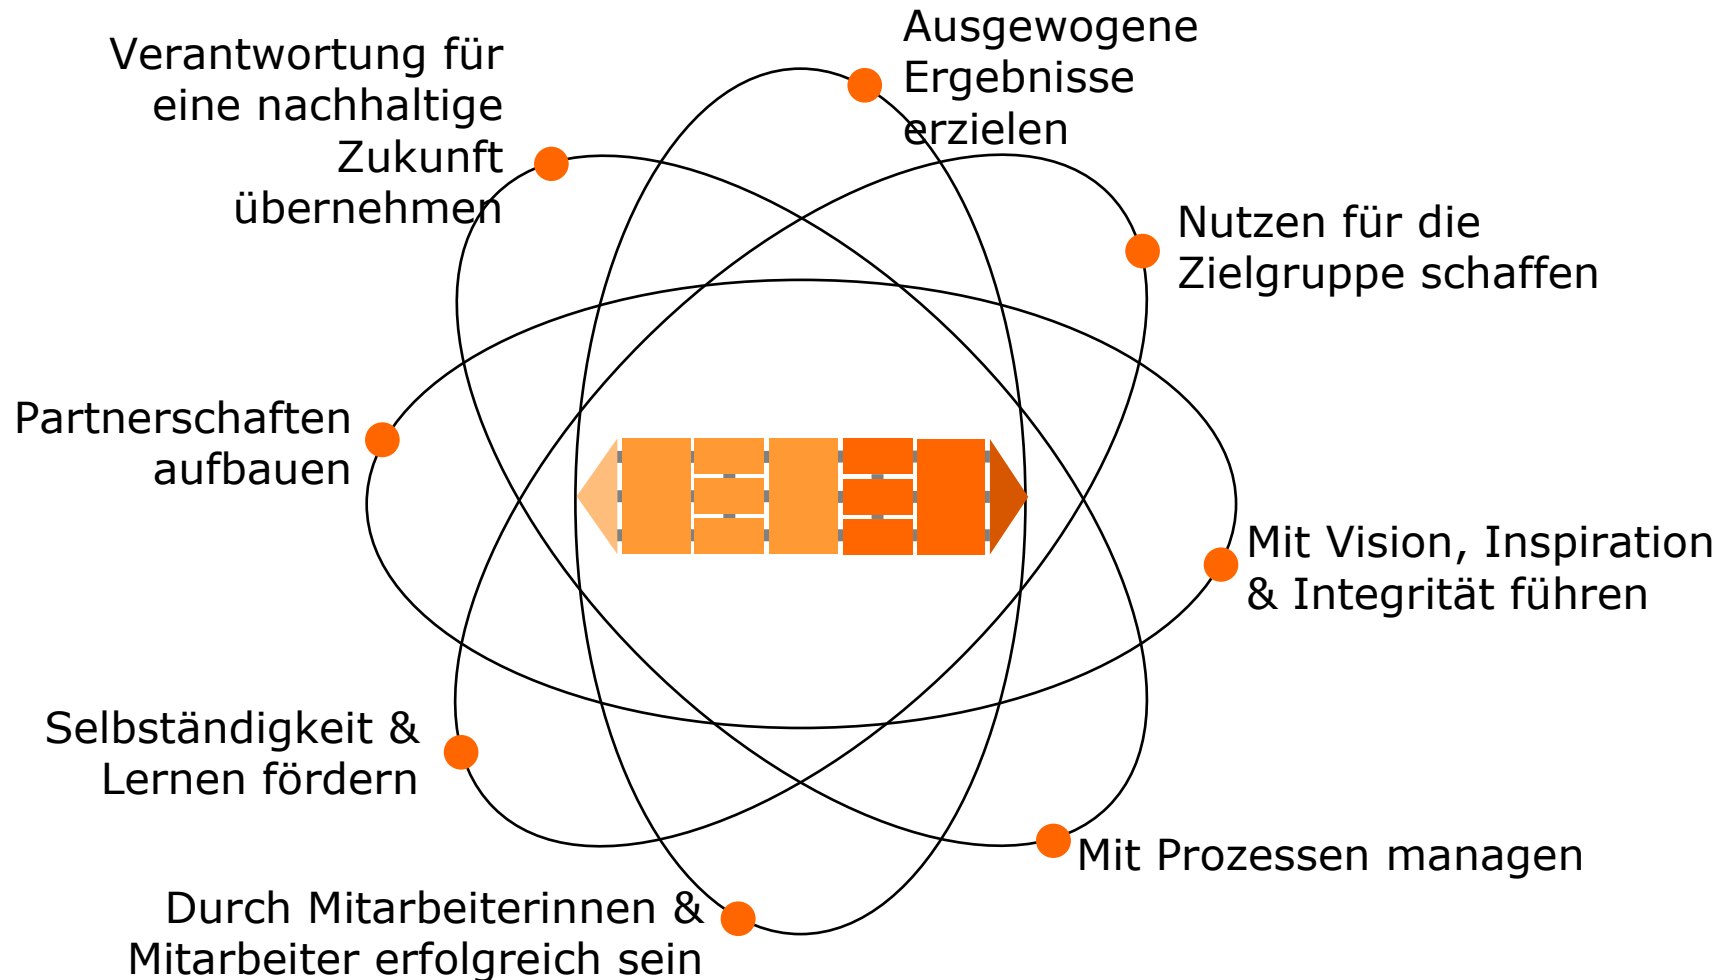 Ausgewogene
Ergebnisse
erzielen
Verantwortung für
eine nachhaltige
Zukunft
übernehmen
Nutzen für die
Zielgruppe schaffen
Partnerschaften
aufbauen
Mit Vision, Inspiration
& Integrität führen
Selbständigkeit &
Lernen fördern
Mit Prozessen managen
Durch Mitarbeiterinnen &
Mitarbeiter erfolgreich sein